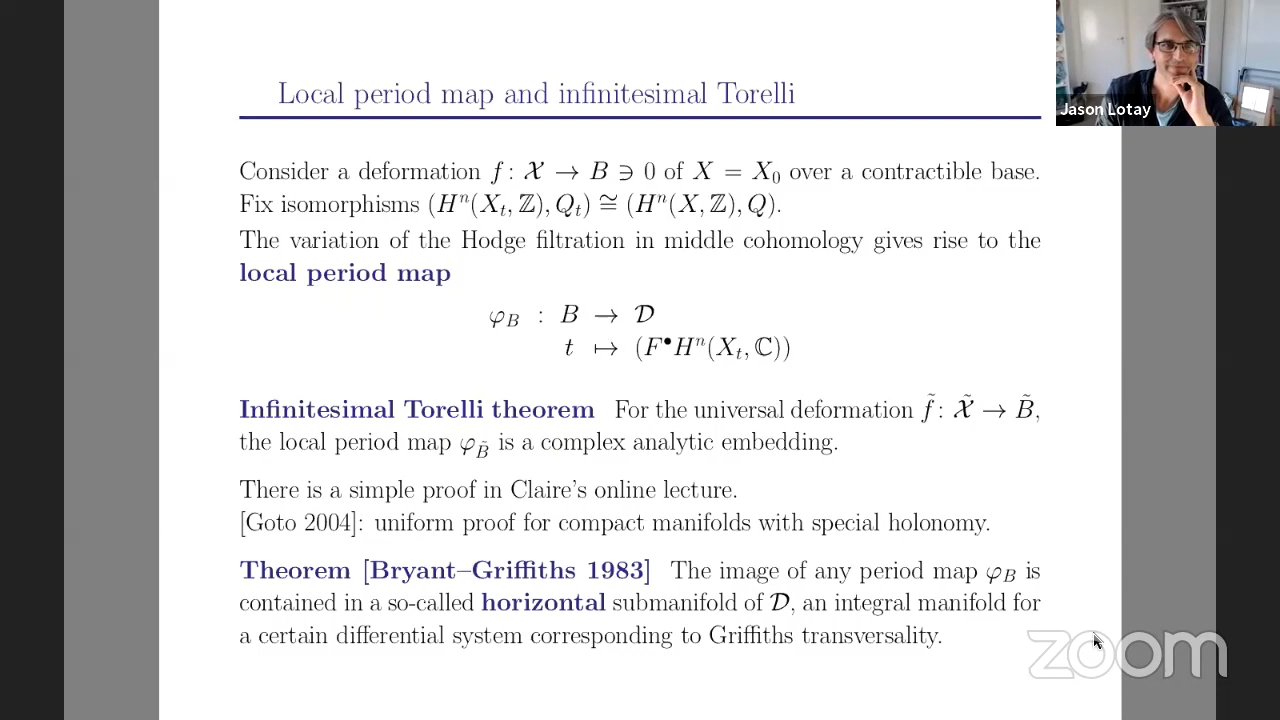 Local period map and infinitesimal Torelli
Jason Lotay
Consider a deformation f: 𝒳 → B ∋ 0 of X = X₀ over a contractible base.
Fix isomorphisms (Hⁿ(Xₜ, ℤ), Qₜ) ≅ (Hⁿ(X, ℤ), Q).
The variation of the Hodge filtration in middle cohomology gives rise to the
local period map
φ_B : B → 𝒟
t ↦ (F^•Hⁿ(Xₜ, ℂ))
Infinitesimal Torelli theorem For the universal deformation f̃: 𝒳̃ → B̃,
the local period map φ_B̃ is a complex analytic embedding.
There is a simple proof in Claire's online lecture.
[Goto 2004]: uniform proof for compact manifolds with special holonomy.
Theorem [Bryant–Griffiths 1983] The image of any period map φ_B is
contained in a so-called horizontal submanifold of 𝒟, an integral manifold for
a certain differential system corresponding to Griffiths transversality.
zoom